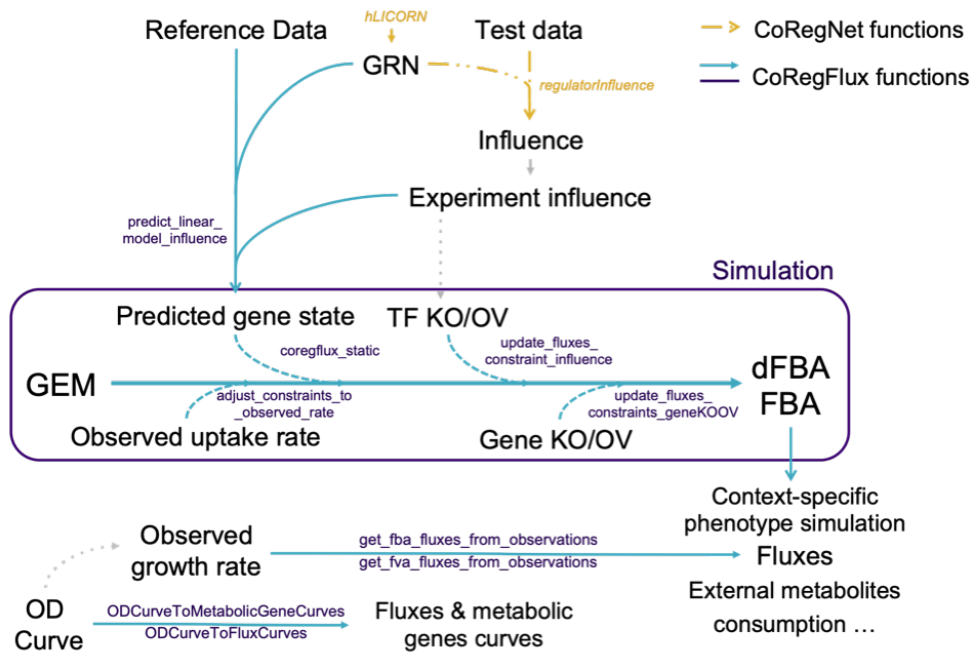 Reference Data
hLICORN
Test data
CoRegNet functions
GRN
CoRegFlux functions
regulatorInfluence
Influence
Experiment influence
predict_linear_
model_influence
Simulation
Predicted gene state
TF KO/OV
coregflux_static
update_fluxes_
constraint_influence
GEM
dFBA
FBA
adjust_constraints_to
_observed_rate
update_fluxes_
constraints_geneKOOV
Observed uptake rate
Gene KO/OV
Context-specific
phenotype simulation
Observed
growth rate
get_fba_fluxes_from_observations
get_fva_fluxes_from_observations
Fluxes
External metabolites
consumption ...
OD
Curve
ODCurveToMetabolicGeneCurves
ODCurveToFluxCurves
Fluxes & metabolic
genes curves